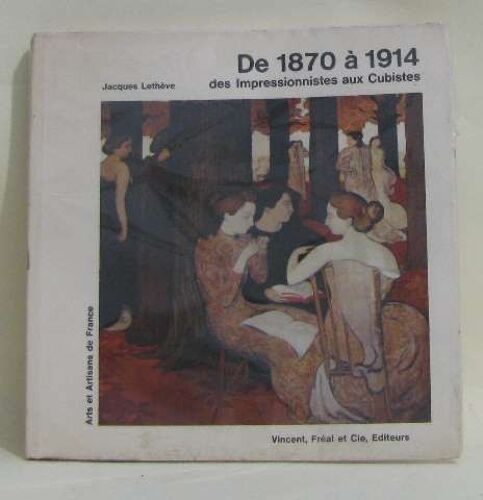 De 1870 à 1914
Jacques Lethève
des Impressionnistes aux Cubistes
Arts et Artisans de France
Vincent, Fréal et Cie, Editeurs